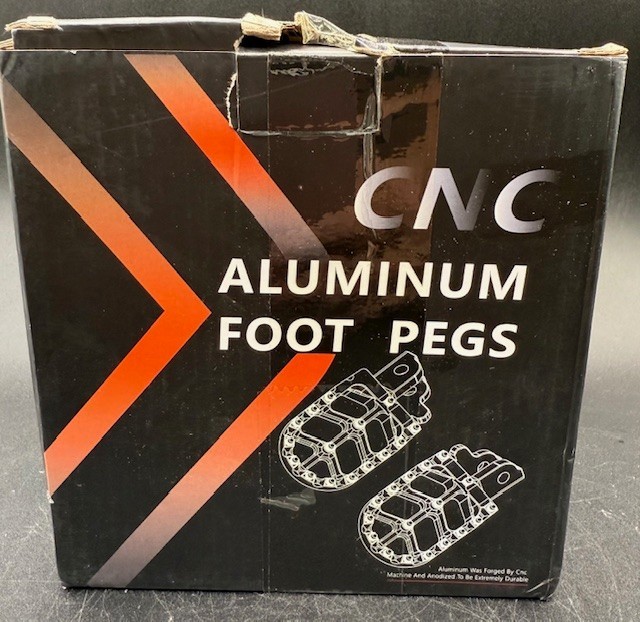 CNC
ALUMINUM
FOOT PEGS
Aluminum Was Forged By Cnc
Machine And Anodized .To Be Extremely Durable